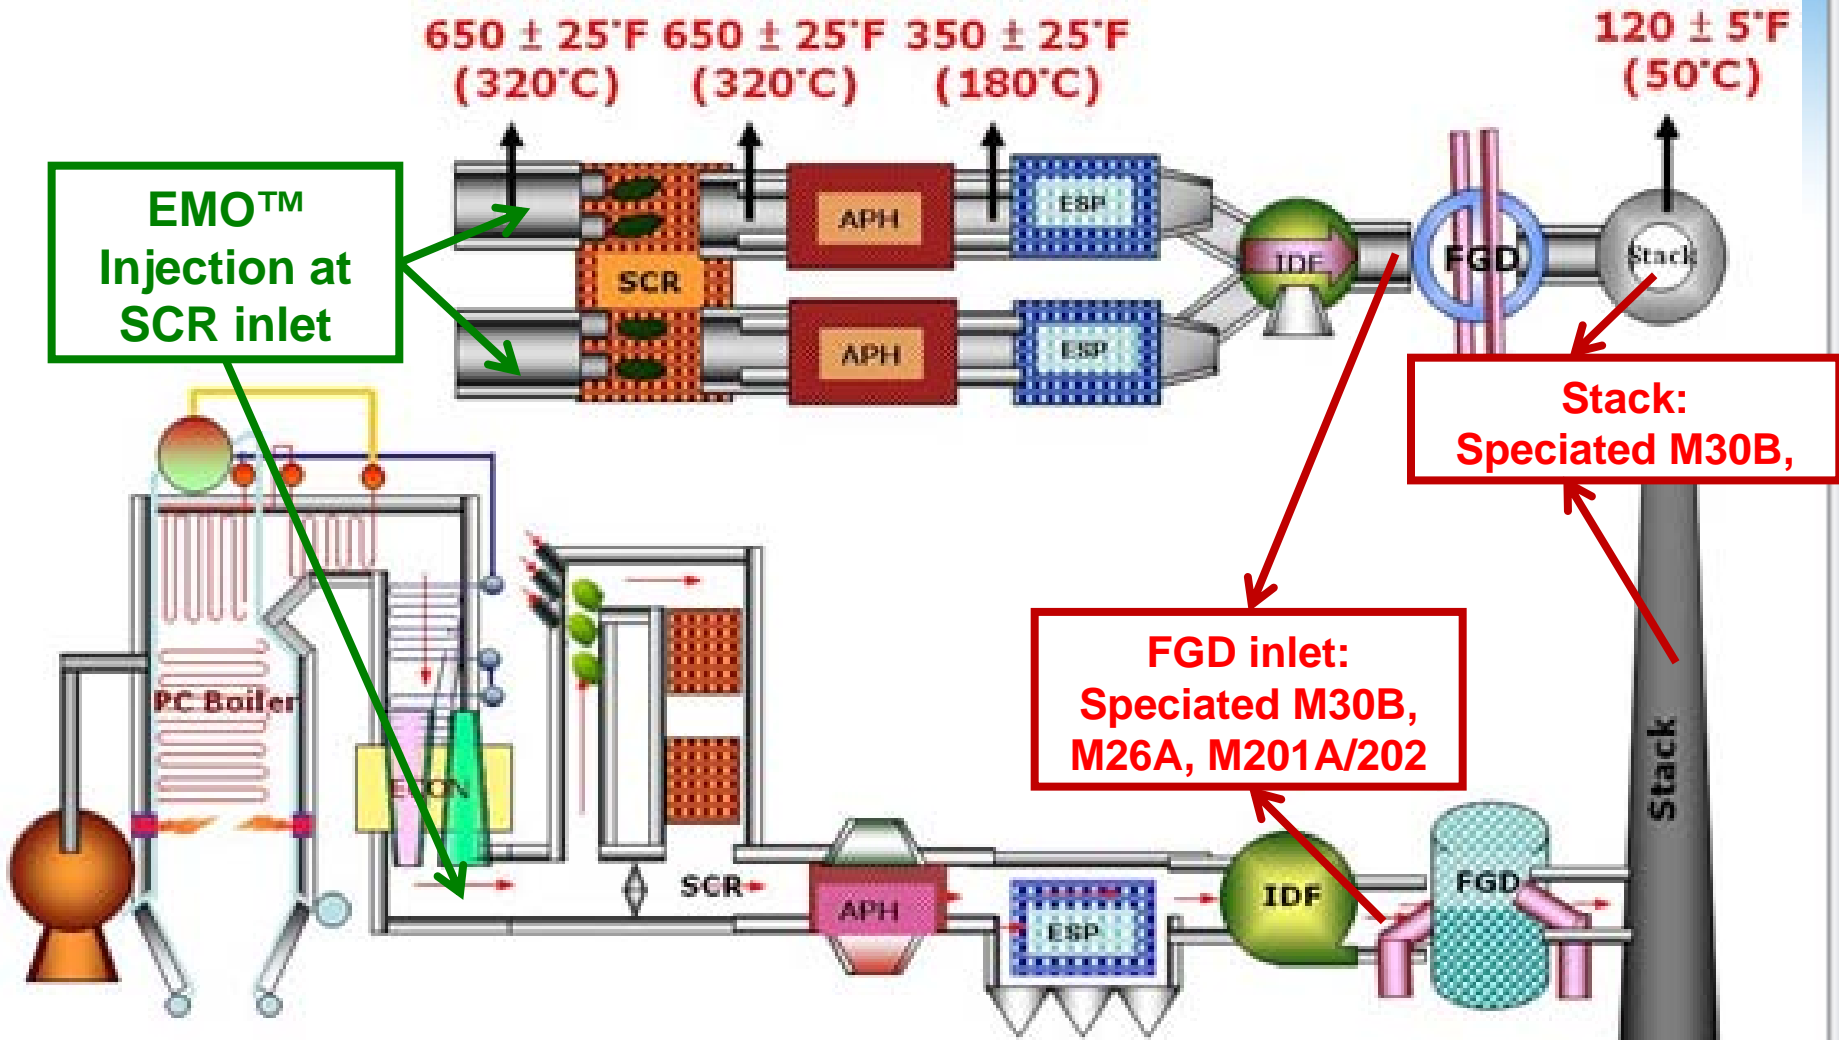 650 ± 25°F 650 ± 25°F 350 ± 25°F
(320°C) (320°C) (180°C)
120 ± 5°F
(50°C)
EMO™
Injection at
SCR inlet
APH
ESP
SCR
IDF
FGD
Stack
APH
ESP
Stack:
Speciated M30B,
FGD inlet:
Speciated M30B,
M26A, M201A/202
PC Boiler
ECON
SCR
APH
ESP
IDF
FGD
Stack